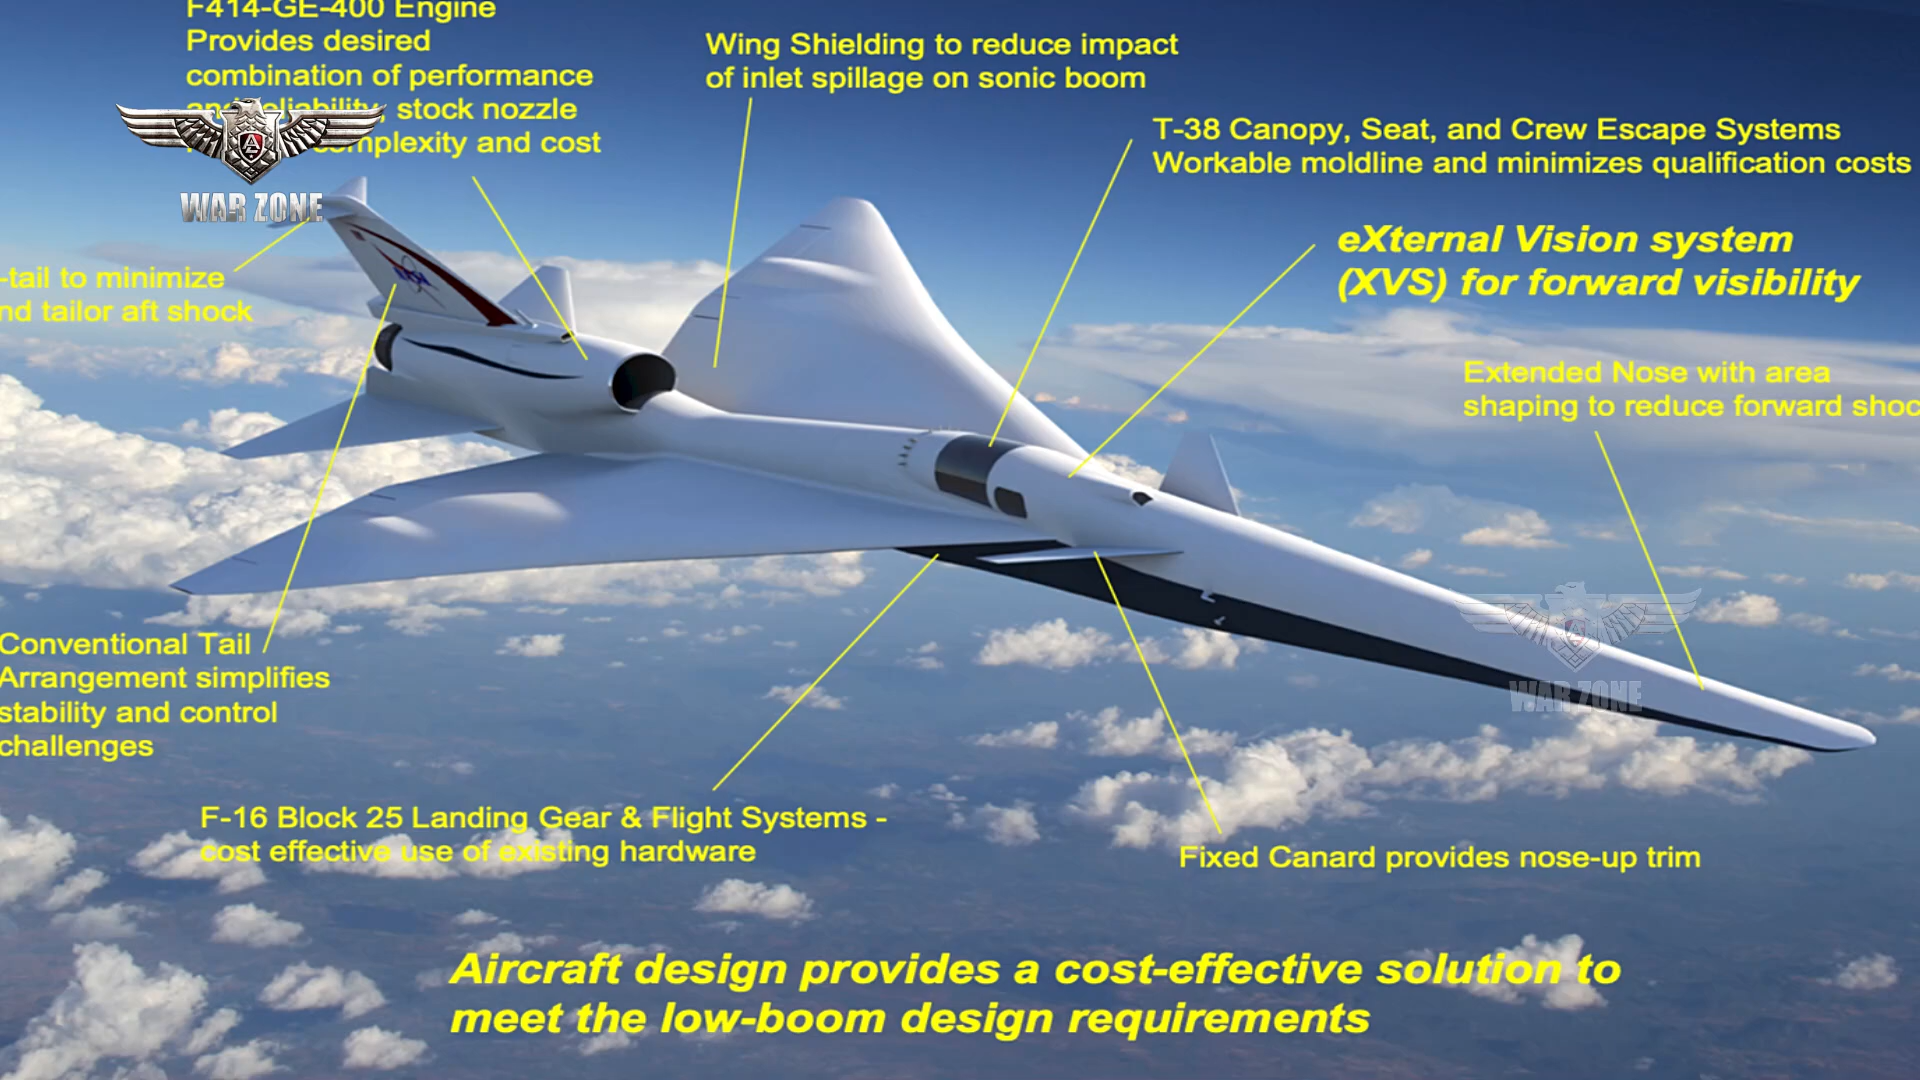 F414-GE-400 Engine
Provides desired
combination of performance
stock nozzle
and cost
WAR ZONE
Wing Shielding to reduce impact
of inlet spillage on sonic boom
T-38 Canopy, Seat, and Crew Escape Systems
Workable moldline and minimizes qualification costs
eXternal Vision system
(XVS) for forward visibility
Extended Nose with area
shaping to reduce forward
-tail to minimize
tailor aft shock
NASA
Conventional Tail
Arrangement simplifies
stability and control
challenges
WAR ZONE
F-16 Block 25 Landing Gear & Flight Systems -
cost effective use of existing hardware
Fixed Canard provides nose-up trim
Aircraft design provides a cost-effective solution to
meet the low-boom design requirements